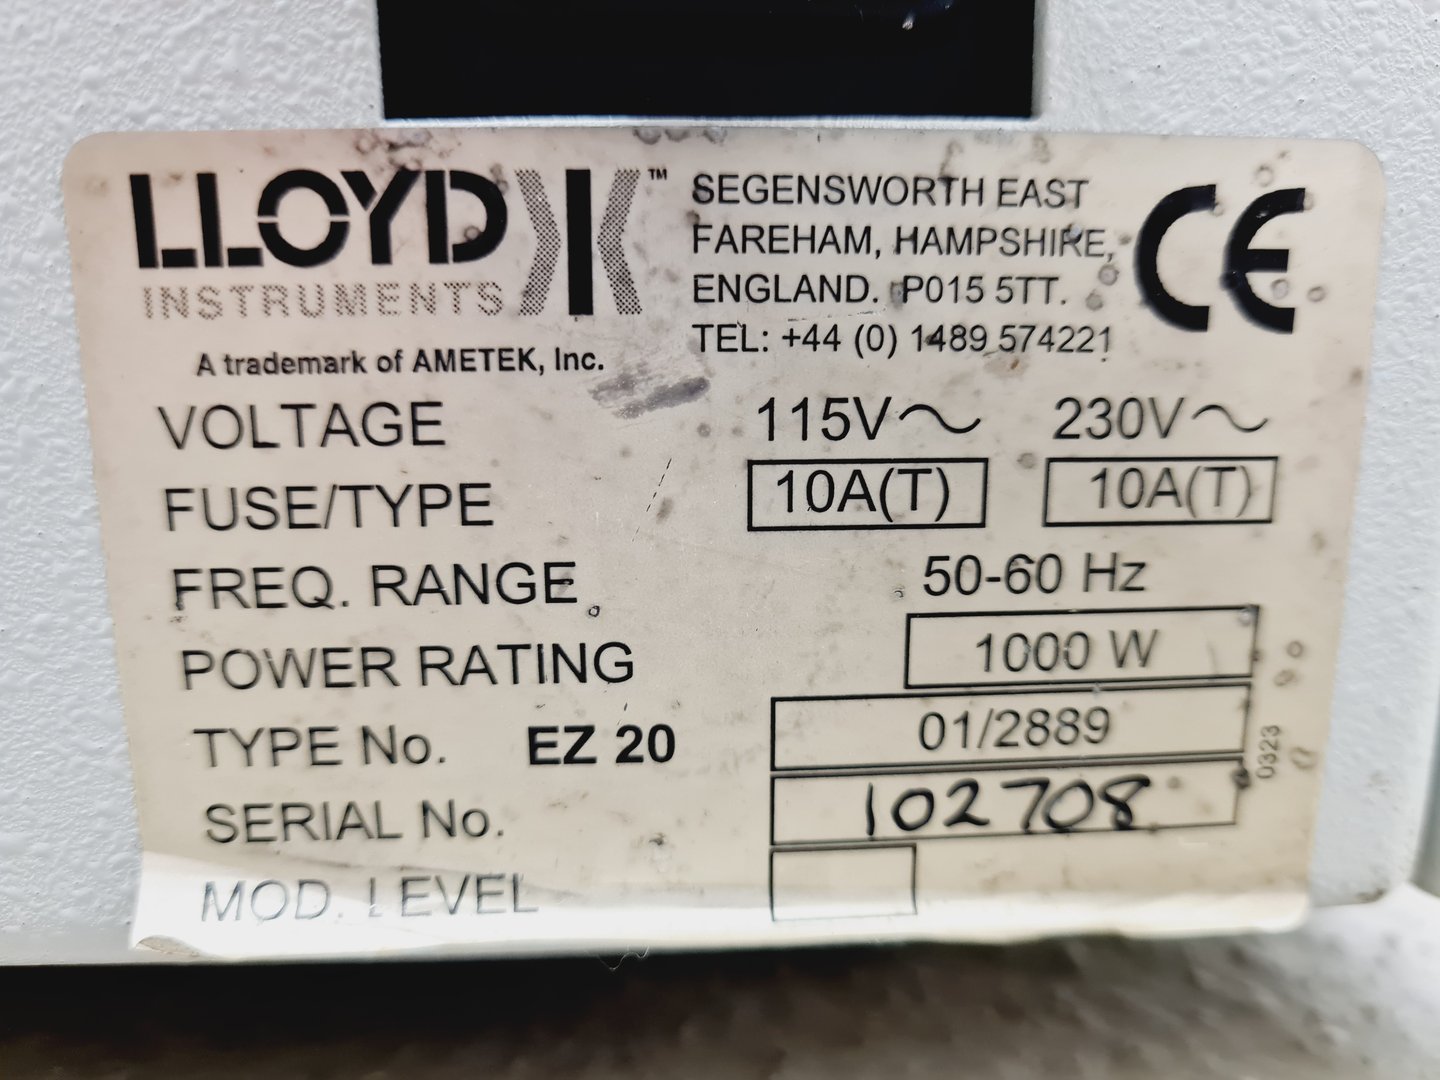 LLOYD
INSTRUMENTS
™
A trademark of AMETEK, Inc.
SEGENSWORTH EAST
FAREHAM, HAMPSHIRE,
ENGLAND. P015 5TT.
TEL: +44 (0) 1489 574221
CE
VOLTAGE 115V～ 230V～
FUSE/TYPE 10A(T) 10A(T)
FREQ. RANGE 50-60 Hz
POWER RATING 1000 W
TYPE No. EZ 20 01/2889
SERIAL No. 102708
MOD. LEVEL
0323